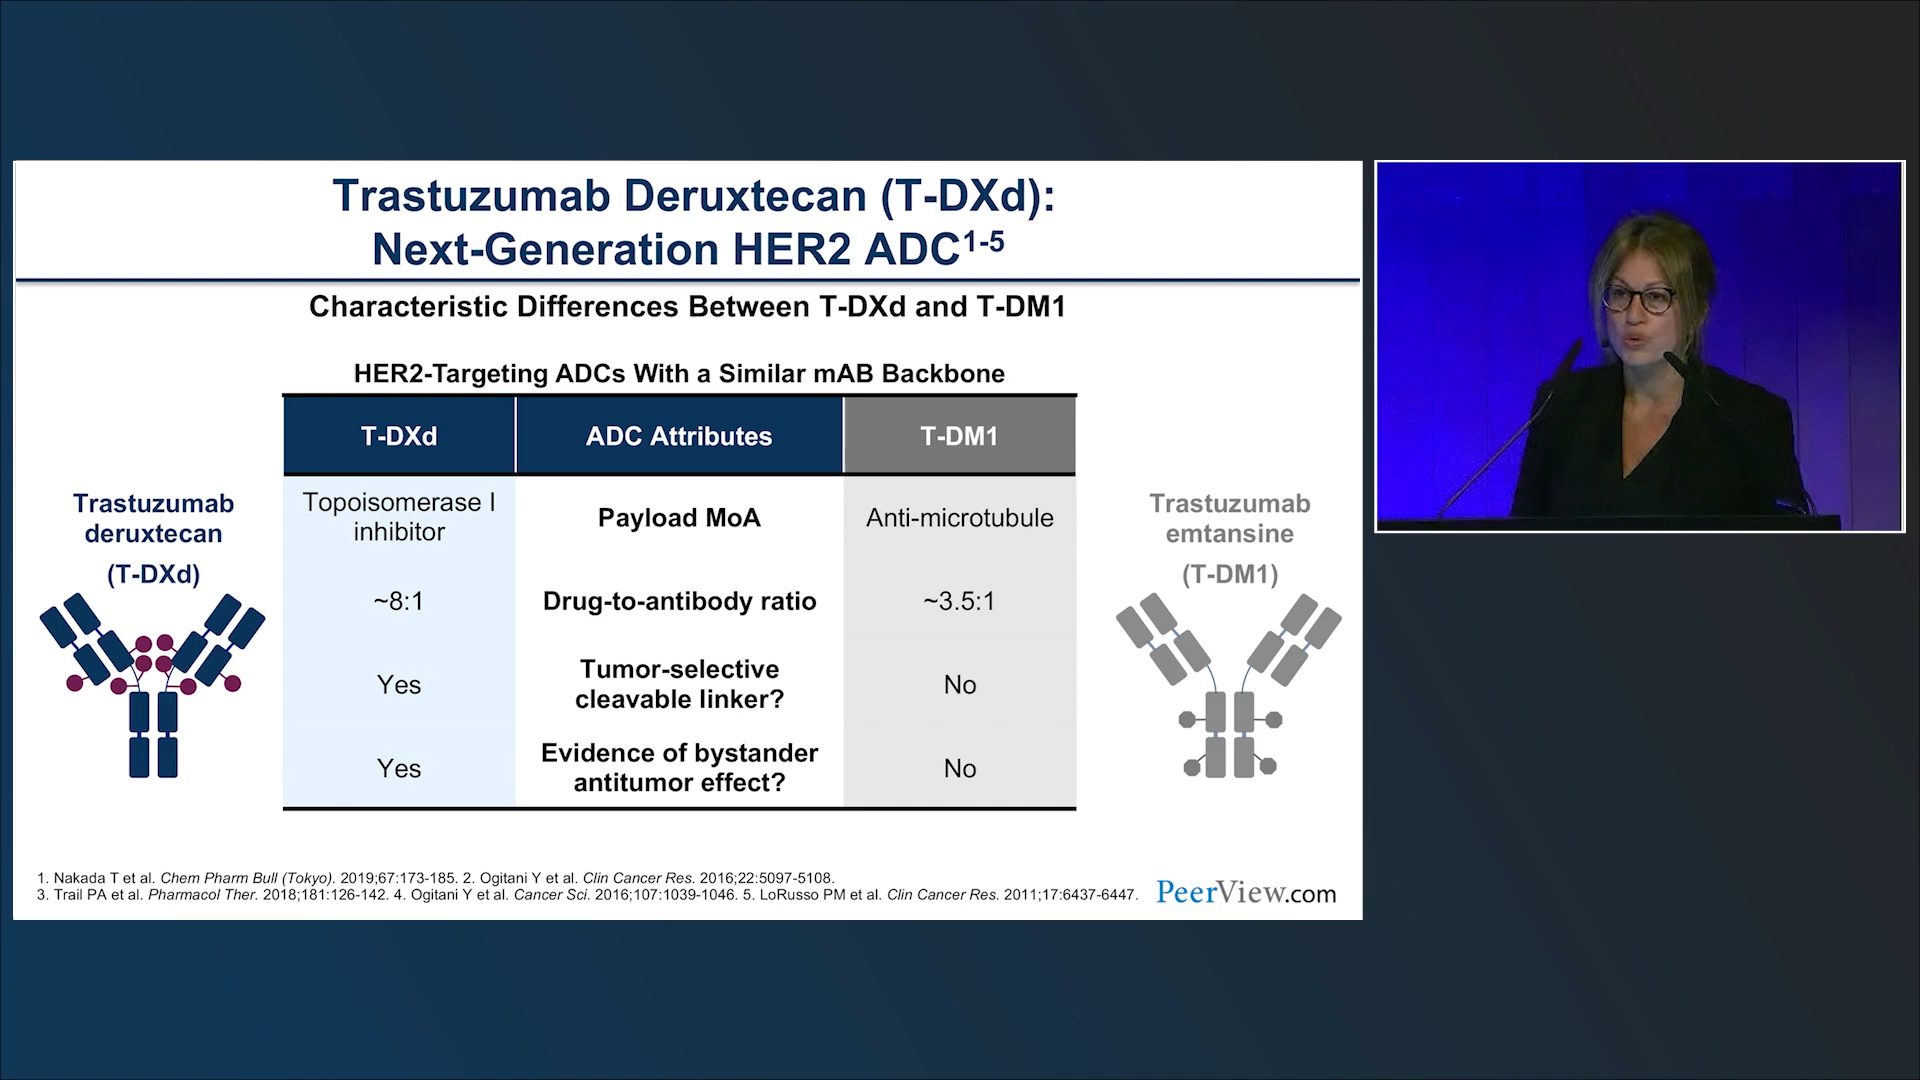 Trastuzumab Deruxtecan (T-DXd):
Next-Generation HER2 ADC1-5
Characteristic Differences Between T-DXd and T-DM1
HER2-Targeting ADCs With a Similar mAB Backbone
T-DXd ADC Attributes T-DM1
Topoisomerase I
inhibitor
Payload MoA
Anti-microtubule
~8:1 Drug-to-antibody ratio ~3.5:1
Yes
Tumor-selective
cleavable linker?
No
Yes
Evidence of bystander
antitumor effect?
No
Trastuzumab
deruxtecan
(T-DXd)
Trastuzumab
emtansine
(T-DM1)
1. Nakada T et al. Chem Pharm Bull (Tokyo). 2019;67:173-185. 2. Ogitani Y et al. Clin Cancer Res. 2016;22:5097-5108.
3. Trail PA et al. Pharmacol Ther. 2018;181:126-142. 4. Ogitani Y et al. Cancer Sci. 2016;107:1039-1046. 5. LoRusso PM et al. Clin Cancer Res. 2011;17:6437-6447.
PeerView.com